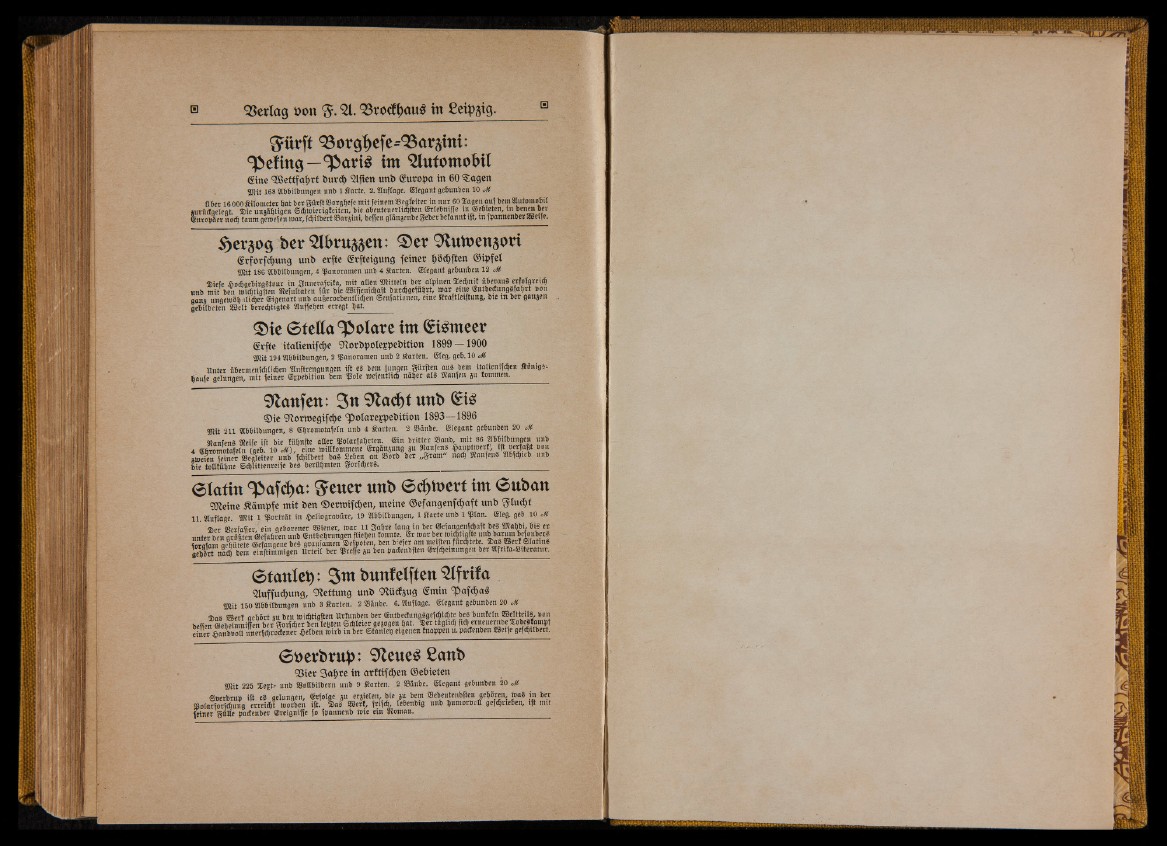 Verlag von F. A. Brockhaus in Leipzig.
Fürst Borghese-Barzini:
Peking — Paris im Automobil
Eine Wettfahrt durch Asien und Europa in 60 Tagen
Mit 168 Abbildungen und 1 Karte. 2. Auflage. Elegant gebunden 10 ℳ
Über 16000 Kilometer hat der Fürst Borghese mit seinem Begleiter in nur 60 Tagen auf dem Automobil
zurückgelegt. Die unzähligen Schwierigkeiten, die abenteuerlichsten Erlebnisse in Gebieten, in denen der
Europäer noch kaum gewesen war, schildert Barzini, dessen glänzende Feder bekannt ist, in spannender Weise.
Herzog der Abruzzen: Der Ruwenzori
Erforschung und erste Ersteigung seiner höchsten Gipfel
Mit 186 Abbildungen, 4 Panoramen und 4 Karten. Elegant gebunden 12 ℳ
Diese Hochgebirgstour in Innerafrika, mit allen Mitteln der alpinen Technik überaus erfolgreich
und mit den wichtigsten Resultaten für die Wissenschaft durchgeführt, war eine Entdeckungsfahrt von
ganz ungewöhnlicher Eigenart und außerordentlichen Sensationen, eine Kraftleistung, die in der ganzen
gebildeten Welt berechtigtes Aufsehen erregt hat.
Die Stella Polare im Eismeer
Erste italienische Nordpolexpedition 1899 — 1900
Mit 194 Abbildungen, 2 Panoramen und 2 Karten. Eleg. geb. 10 ℳ
Unter übermenschlichen Anstrengungen ist es dem jungen Fürsten aus dem italienischen Königs-
hause gelungen, mit seiner Expedition dem Pole wesentlich näher als Nansen zu kommen.
Nansen: In Nacht und Eis
Die Norwegische Polarexpedition 1893 — 1896
Mit 211 Abbildungen, 8 Chromotafeln und 4 Karten. 2 Bände. Elegant gebunden 20 ℳ
Nansens Reise ist die kühnste aller Polarfahrten. Ein dritter Band, mit 86 Abbildungen und
4 Chromotafeln (geb. 10 ℳ), eine willkommene Ergänzung zu Nansens Hauptwerk, ist verfaßt von
zweien seiner Begleiter und schildert das Leben an Bord der „Fram“ nach Nansens Abschied und
die tollkühne Schlittenreise des berühmten Forschers.
Slatin Pascha: Feuer und Schwert im Sudan
Meine Kämpfe mit den Derwischen, meine Gefangenschaft und Flucht
11. Auflage. Mit 1 Porträt in Heliogravüre, 19 Abbildungen, 1 Karte und 1 Plan. Eleg. geb 10 ℳ
Der Verfasser, ein geborener Wiener, war 11 Jahre lang in der Gefangenschaft des Mahdi, bis er
unter den größten Gefahren und Entbehrungen fliehen konnte. Er war der wichtigste und darum besonders
sorgsam gehütete Gefangene des grausamen Despoten, den dieser am meisten fürchtete. Das Werk Slatins
gehört nach dem einstimmigen Urteil der Presse zu den packendsten Erscheinungen der Afrika-Literatur.
Stanley: Im dunkelsten Afrika
Aufsuchung, Rettung und Rückzug Emin Paschas
Mit 150 Abbildungen und 3 Karten. 2 Bände. 4. Auflage. Elegant gebunden 20 ℳ
Das Werk gehört zu den wichtigsten Urkunden der Entdeckungsgeschichte des dunkeln Weltteils, von
dessen Geheimnissen der Forscher den letzten Schleier gezogen hat. Der täglich sich erneuernde Todeskampf
einer Handvoll unerschrockener Helden wird in der Stanley eigenen knappen u. packenden Weise geschildert.
Sverdrup: Neues Land
Vier Jahre in arktischen Gebieten
Mit 225 Text- und Vollbildern und 9 Karten. 2 Bände. Elegant gebunden 20 ℳ
Sverdrup ist es gelungen, Erfolge zu erzielen, die zu dem Bedeutendsten gehören, was in der
Polarforschung erreicht worden ist. Das Werk, frisch, lebendig und humorvoll geschrieben, ist mit
seiner Fülle packender Ereignisse so spannend wie ein Roman.